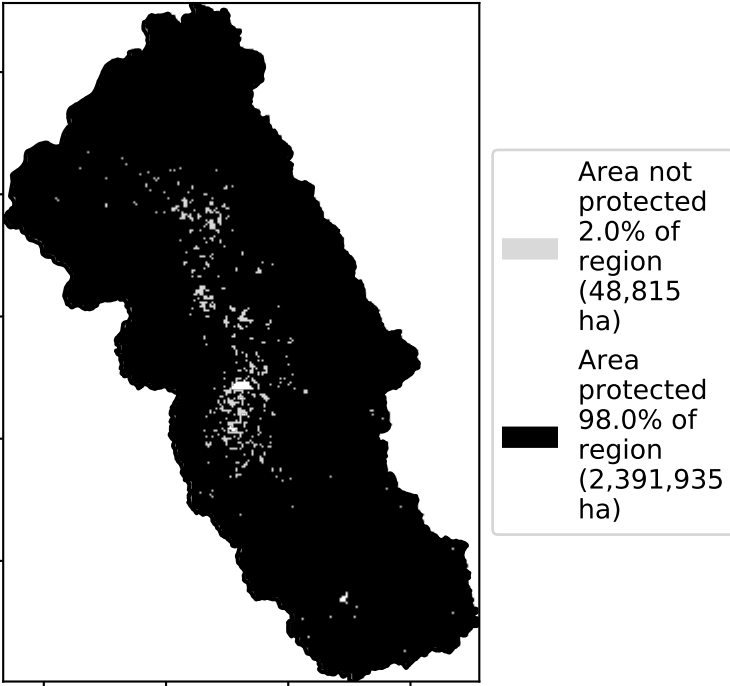 Area not
protected
2.0% of
region
(48,815
ha)
Area
protected
98.0% of
region
(2,391,935
ha)